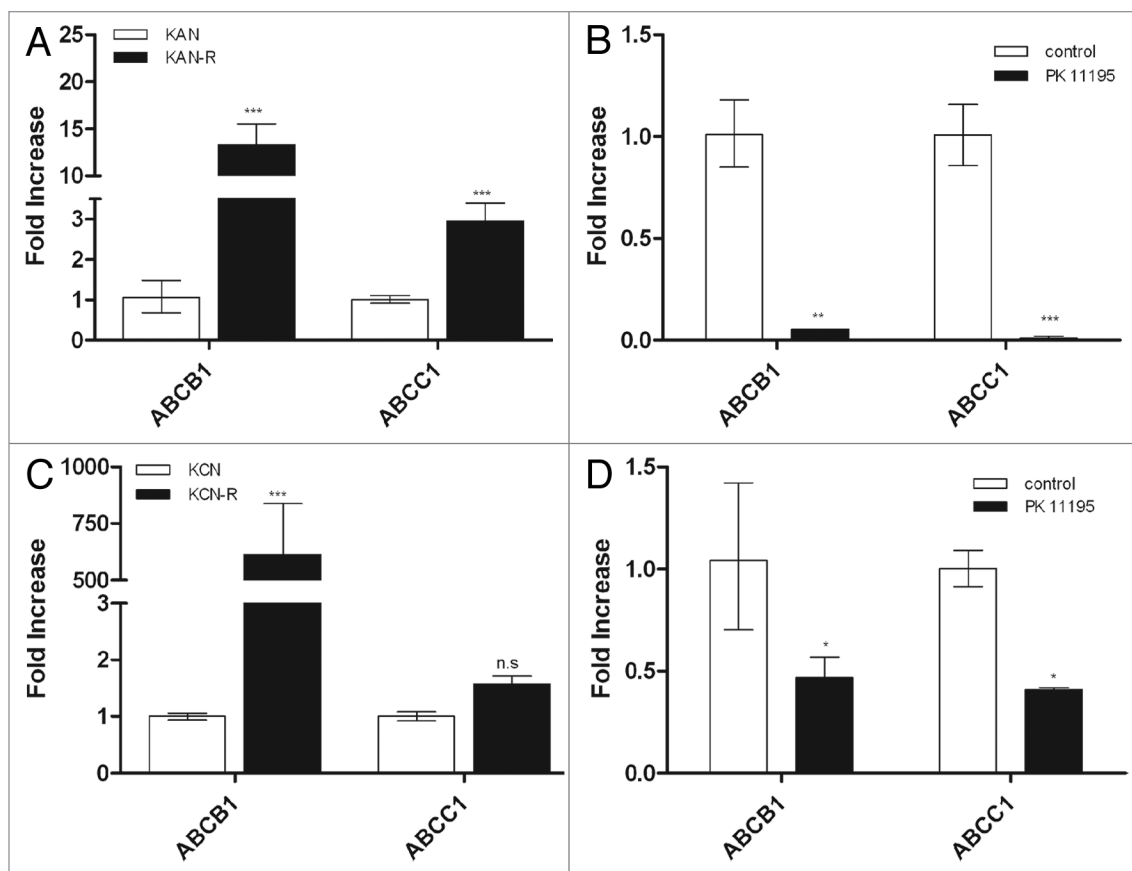 A
Fold Increase
25
20
15
10
3
2
1
0
KAN
KAN-R
***
***
ABCB1
ABCC1
B
Fold Increase
1.5
1.0
0.5
0.0
control
PK 11195
**
***
ABCB1
ABCC1
C
Fold Increase
1000
750
500
3
2
1
0
KCN
KCN-R
***
n.s
ABCB1
ABCC1
D
Fold Increase
1.5
1.0
0.5
0.0
control
PK 11195
*
*
ABCB1
ABCC1